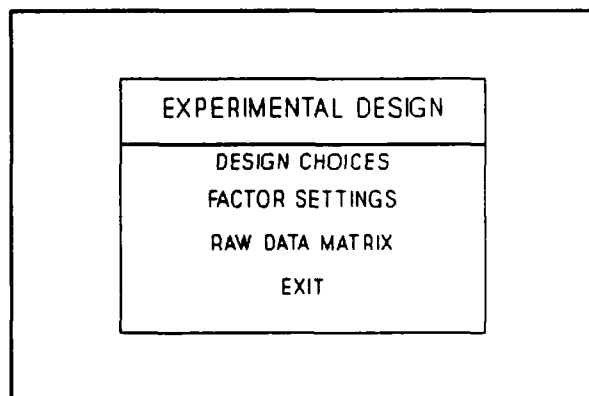 EXPERIMENTAL DESIGN
DESIGN CHOICES
FACTOR SETTINGS
RAW DATA MATRIX
EXIT